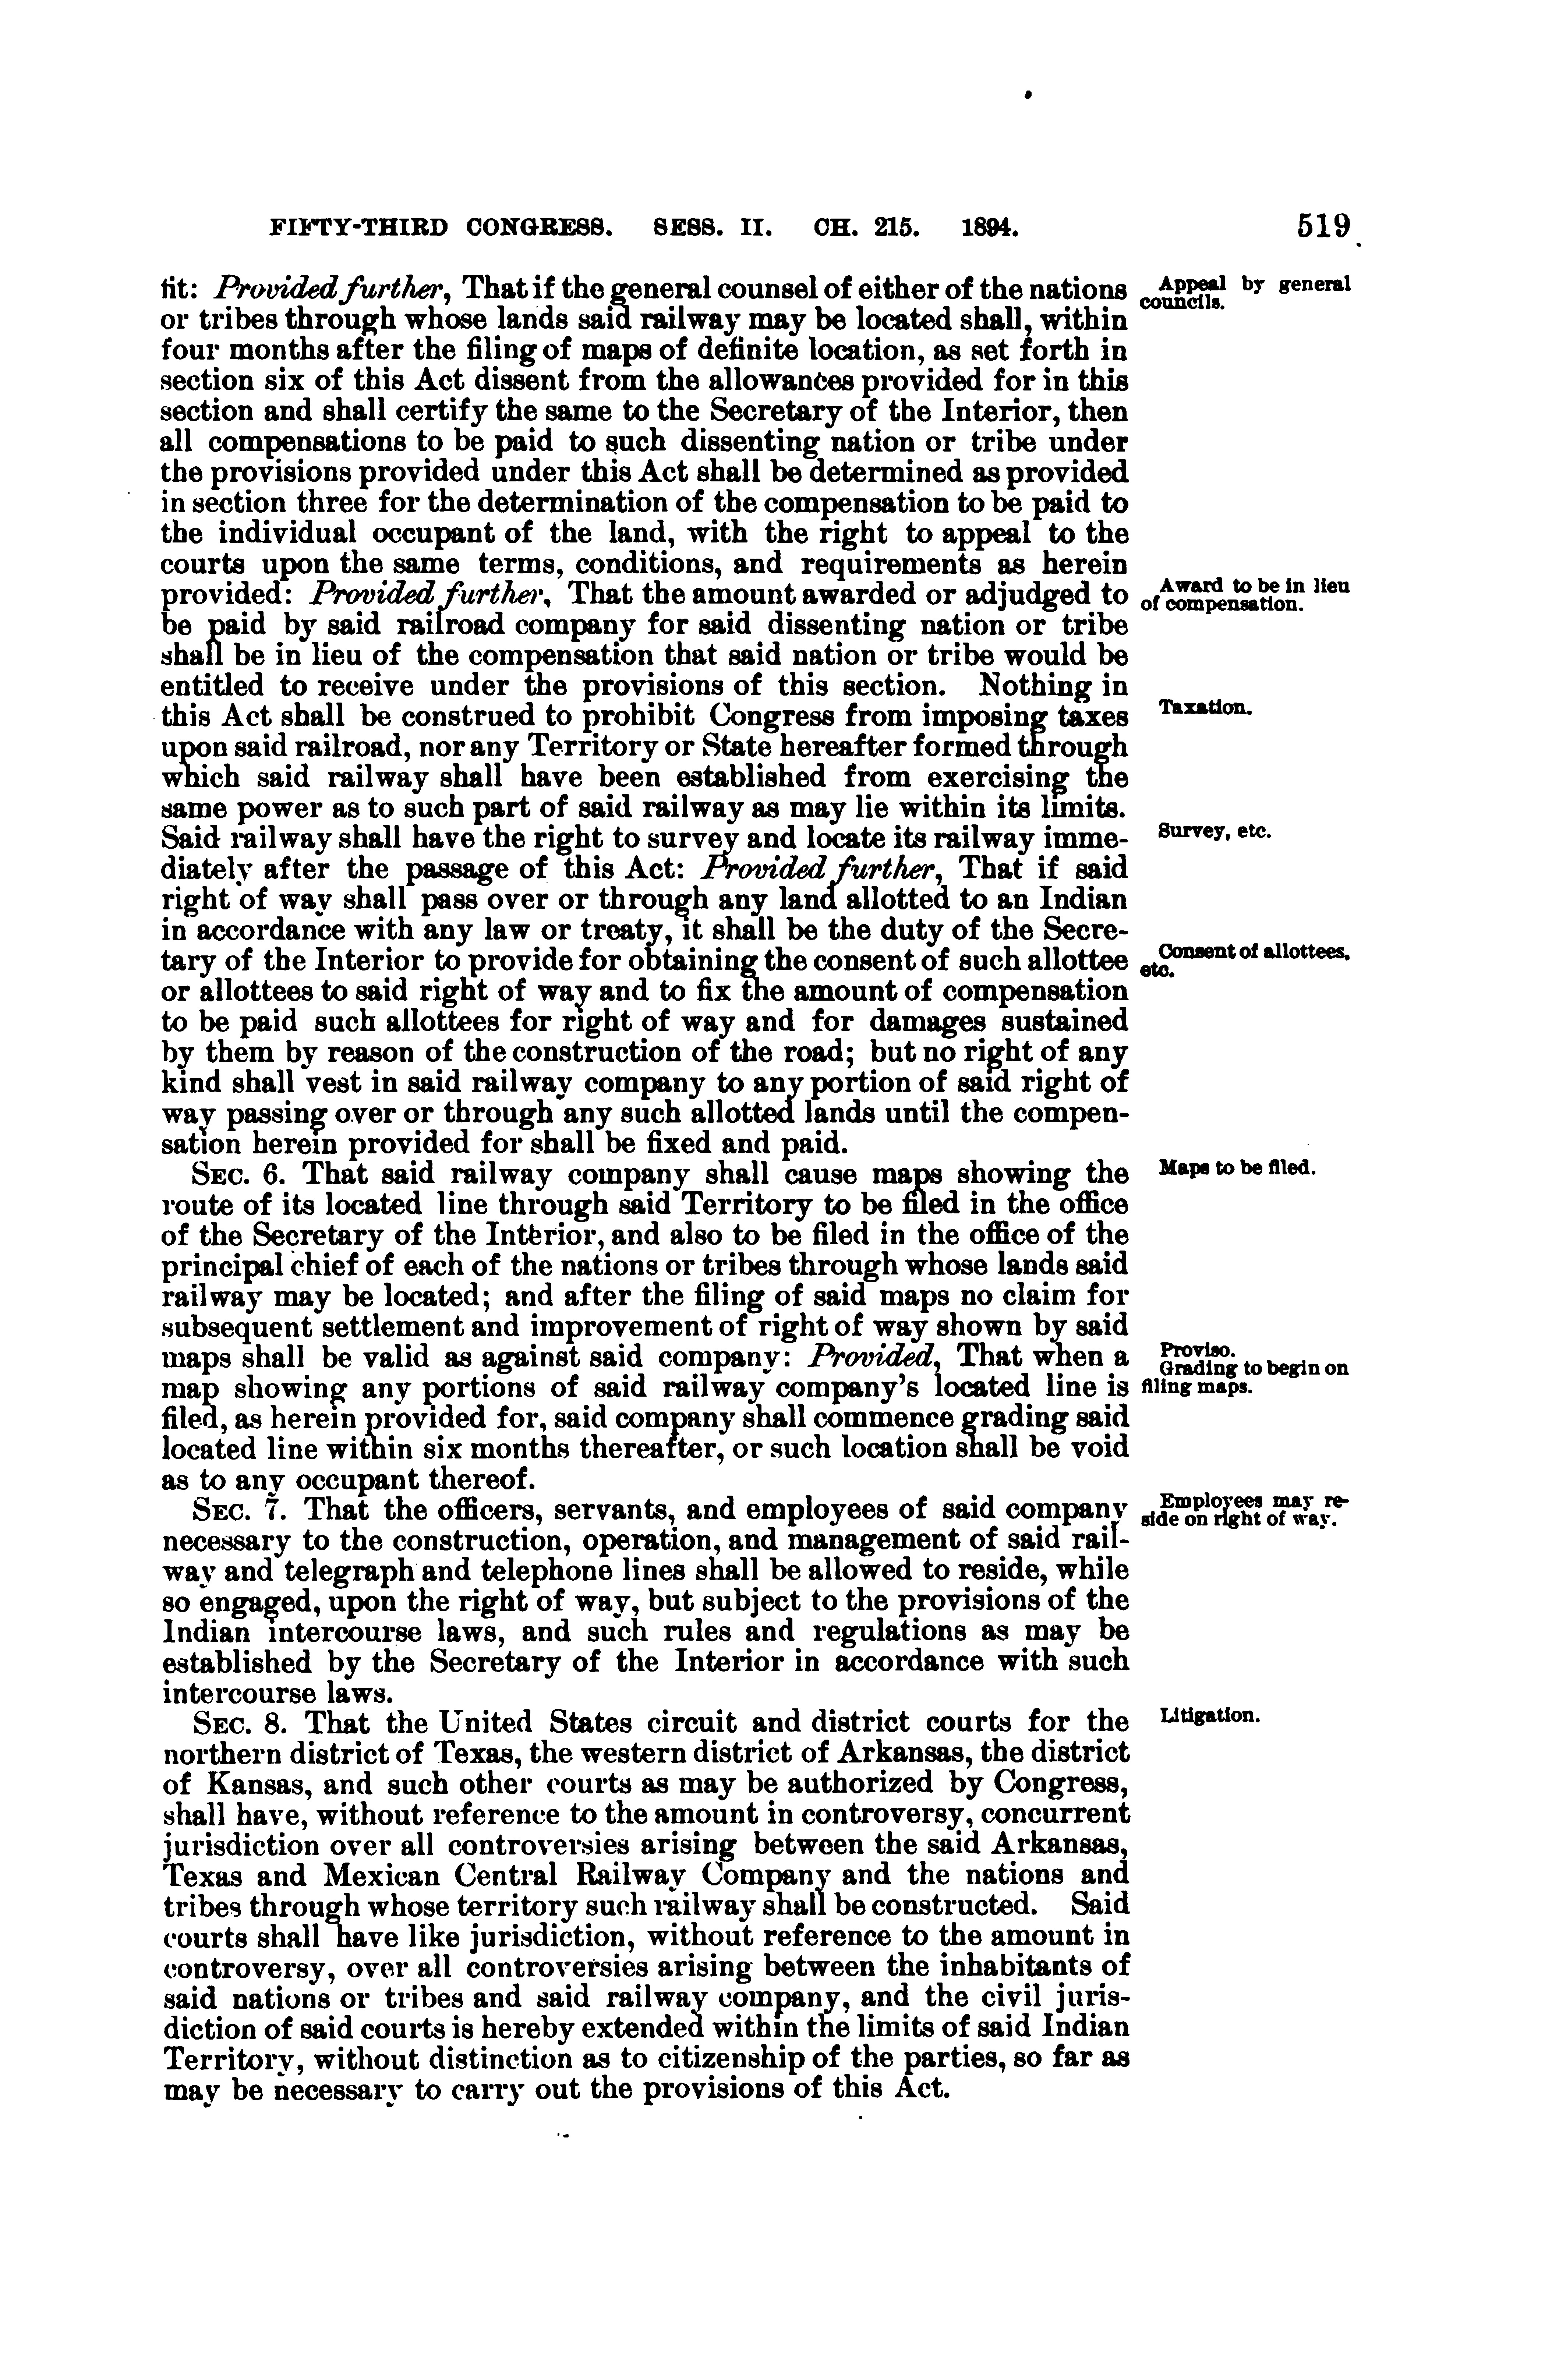 FIFTY-THIRD CONGRESS. SESS. II. CH. 215. 1894. 519
fit: Provided further, That if the general counsel of either of the nations
or tribes through whose lands said railway may be located shall, within
four months after the filing of maps of definite location, as set forth in
section six of this Act dissent from the allowances provided for in this
section and shall certify the same to the Secretary of the Interior, then
all compensations to be paid to such dissenting nation or tribe under
the provisions provided under this Act shall be determined as provided
in section three for the determination of the compensation to be paid to
the individual occupant of the land, with the right to appeal to the
courts upon the same terms, conditions, and requirements as herein
provided: Provided further, That the amount awarded or adjudged to
be paid by said railroad company for said dissenting nation or tribe
shall be in lieu of the compensation that said nation or tribe would be
entitled to receive under the provisions of this section. Nothing in
this Act shall be construed to prohibit Congress from imposing taxes
upon said railroad, nor any Territory or State hereafter formed through
which said railway shall have been established from exercising the
same power as to such part of said railway as may lie within its limits.
Said railway shall have the right to survey and locate its railway imme-
diately after the passage of this Act: Provided further, That if said
right of way shall pass over or through any land allotted to an Indian
in accordance with any law or treaty, it shall be the duty of the Secre-
tary of the Interior to provide for obtaining the consent of such allottee
or allottees to said right of way and to fix the amount of compensation
to be paid such allottees for right of way and for damages sustained
by them by reason of the construction of the road; but no right of any
kind shall vest in said railway company to any portion of said right of
way passing over or through any such allotted lands until the compen-
sation herein provided for shall be fixed and paid.
SEC. 6. That said railway company shall cause maps showing the
route of its located line through said Territory to be filed in the office
of the Secretary of the Interior, and also to be filed in the office of the
principal chief of each of the nations or tribes through whose lands said
railway may be located; and after the filing of said maps no claim for
subsequent settlement and improvement of right of way shown by said
maps shall be valid as against said company: Provided, That when a
map showing any portions of said railway company's located line is
filed, as herein provided for, said company shall commence grading said
located line within six months thereafter, or such location shall be void
as to any occupant thereof.
SEC. 7. That the officers, servants, and employees of said company
necessary to the construction, operation, and management of said rail-
way and telegraph and telephone lines shall be allowed to reside, while
so engaged, upon the right of way, but subject to the provisions of the
Indian intercourse laws, and such rules and regulations as may be
established by the Secretary of the Interior in accordance with such
intercourse laws.
SEC. 8. That the United States circuit and district courts for the
northern district of Texas, the western district of Arkansas, the district
of Kansas, and such other courts as may be authorized by Congress,
shall have, without reference to the amount in controversy, concurrent
jurisdiction over all controversies arising between the said Arkansas,
Texas and Mexican Central Railway Company and the nations and
tribes through whose territory such railway shall be constructed. Said
courts shall have like jurisdiction, without reference to the amount in
controversy, over all controversies arising between the inhabitants of
said nations or tribes and said railway company, and the civil juris-
diction of said courts is hereby extended within the limits of said Indian
Territory, without distinction as to citizenship of the parties, so far as
may be necessary to carry out the provisions of this Act.
Appeal by general
councils.
Award to be in lieu
of compensation.
Taxation.
Survey, etc.
Consent of allottees,
etc.
Maps to be filed.
Proviso.
Grading to begin on
filing maps.
Employees may re-
side on right of way.
Litigation.